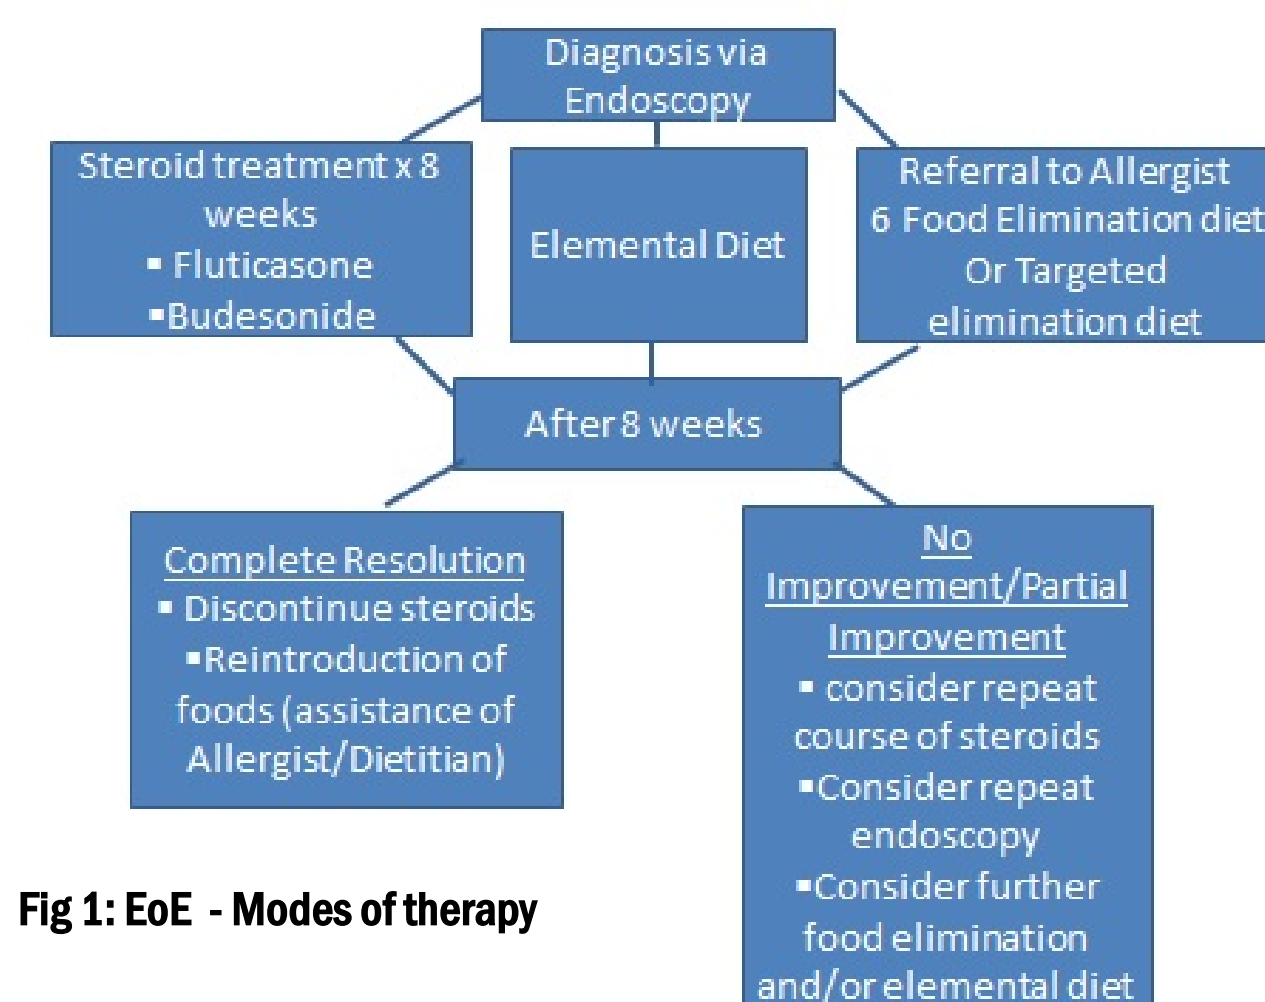 Diagnosis via
Endoscopy
Steroid treatment x 8
weeks
▪ Fluticasone
▪Budesonide
Elemental Diet
Referral to Allergist
6 Food Elimination diet
Or Targeted
elimination diet
After 8 weeks
Complete Resolution
▪ Discontinue steroids
▪Reintroduction of
foods (assistance of
Allergist/Dietitian)
No
Improvement/Partial
Improvement
▪ consider repeat
course of steroids
▪Consider repeat
endoscopy
▪Consider further
food elimination
and/or elemental diet
Fig 1: EoE - Modes of therapy